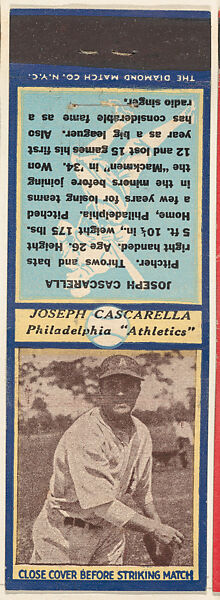 THE DIAMOND MATCH CO. N.Y.C.
JOSEPH CASCARELLA
Pitcher. Throws and bats
right handed. Age 26. Height
5 ft. 10½ in., weight 175 lbs.
Home, Philadelphia. Pitched
a few years for losing teams
in the minors before joining
the "Mackmen" in '34. Won
12 and lost 15 games his first
year as a big leaguer. Also
has considerable fame as a
radio singer.
JOSEPH CASCARELLA
Philadelphia "Athletics"
CLOSE COVER BEFORE STRIKING MATCH